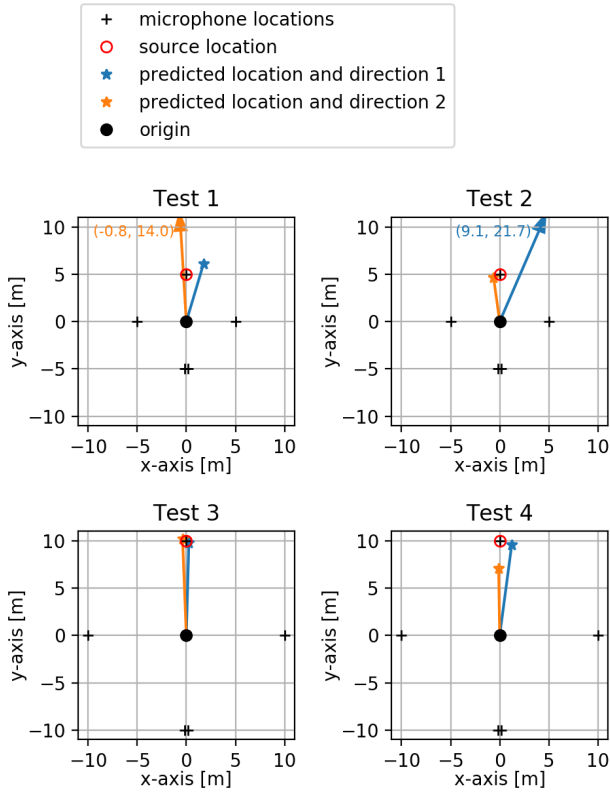 microphone locations
source location
predicted location and direction 1
predicted location and direction 2
origin
Test 1
10
5
0
−5
−10
y-axis [m]
(-0.8, 14.0)
−10 −5 0 5 10
x-axis [m]
Test 2
10
5
0
−5
−10
y-axis [m]
(9.1, 21.7)
−10 −5 0 5 10
x-axis [m]
Test 3
10
5
0
−5
−10
y-axis [m]
−10 −5 0 5 10
x-axis [m]
Test 4
10
5
0
−5
−10
y-axis [m]
−10 −5 0 5 10
x-axis [m]